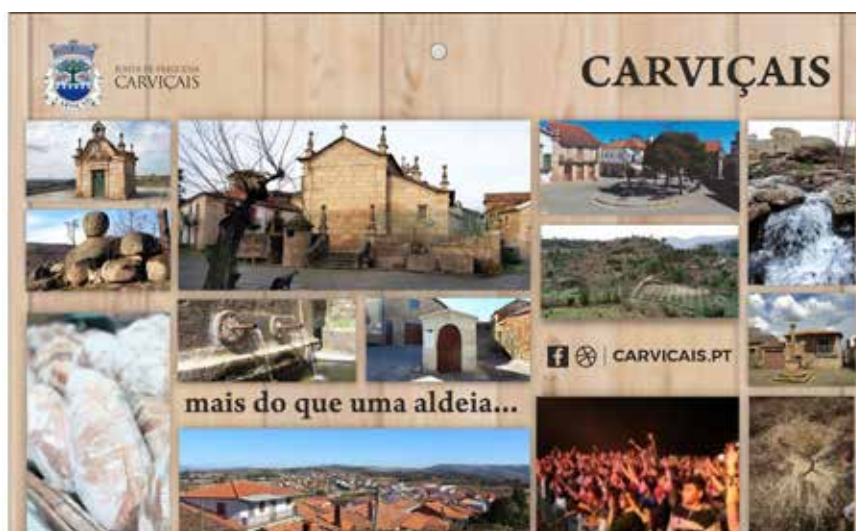 JUNTA DE FREGUESIA
CARVIÇAIS
CARVIÇAIS
CARVICAIS.PT
mais do que uma aldeia...